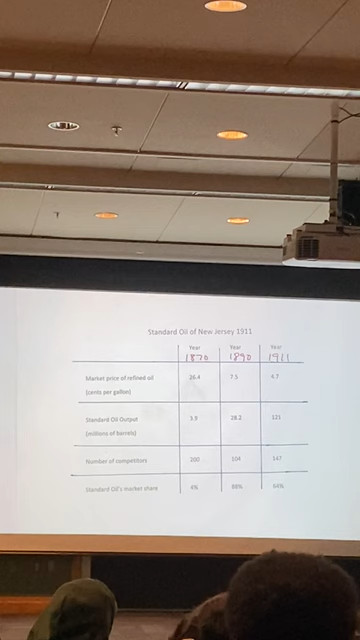 Standard Oil of New Jersey 1911
Year Year Year
1870 1890 1911
Market price of refined oil 26.4 7.5 4.7
(cents per gallon)
Standard Oil Output 3.9 28.2 121
(millions of barrels)
Number of competitors 200 104 147
Standard Oil's market share 4% 88% 64%